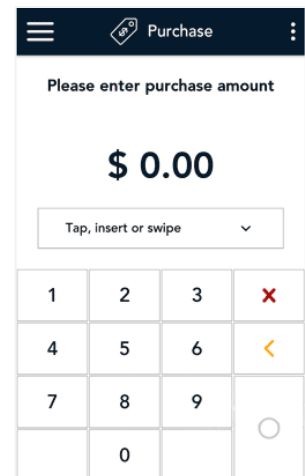 Purchase
Please enter purchase amount
$ 0.00
Tap, insert or swipe
1 2 3
4 5 6
7 8 9
0